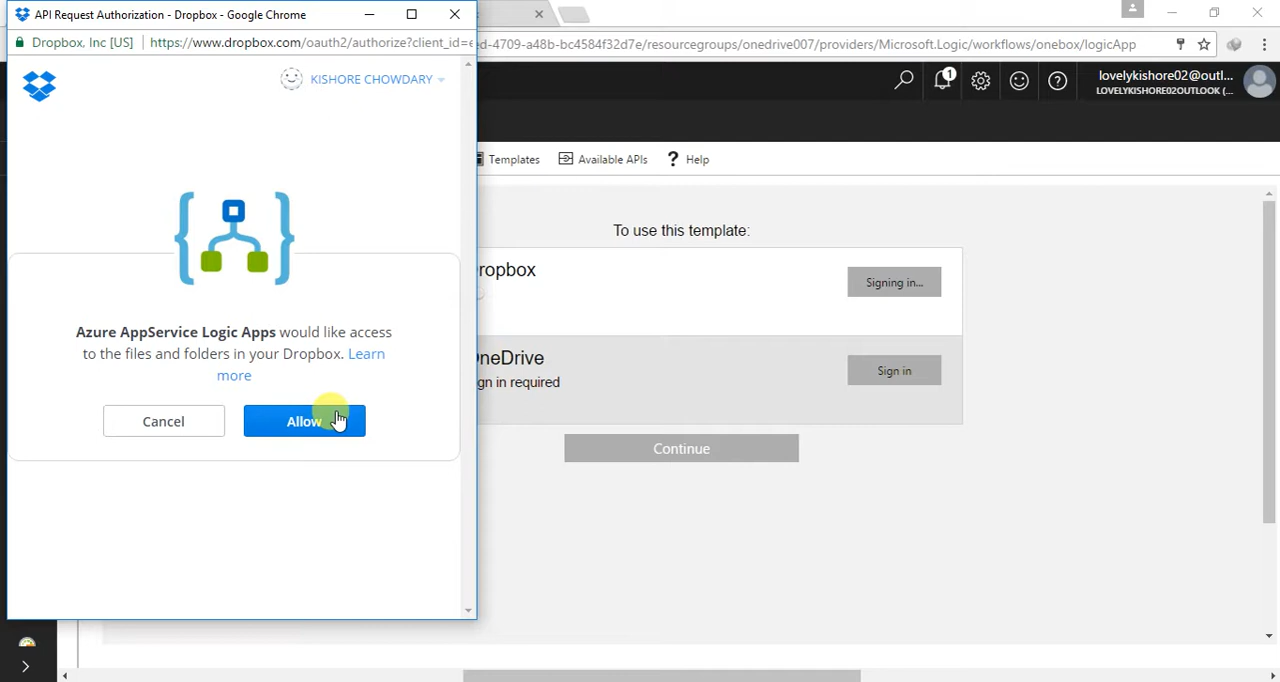 API Request Authorization - Dropbox - Google Chrome
Dropbox, Inc [US] https://www.dropbox.com/oauth2/authorize?client_id=e
ed-4709-a48b-bc4584f32d7e/resourcegroups/onedrive007/providers/Microsoft.Logic/workflows/onebox/logicApp
KISHORE CHOWDARY
1
lovelykishore02@outl...
LOVELYKISHORE02OUTLOOK (...
Templates Available APIs ? Help
To use this template:
ropbox
Signing in...
Azure AppService Logic Apps would like access
to the files and folders in your Dropbox. Learn
more
neDrive
gn in required
Sign in
Cancel Allow
Continue